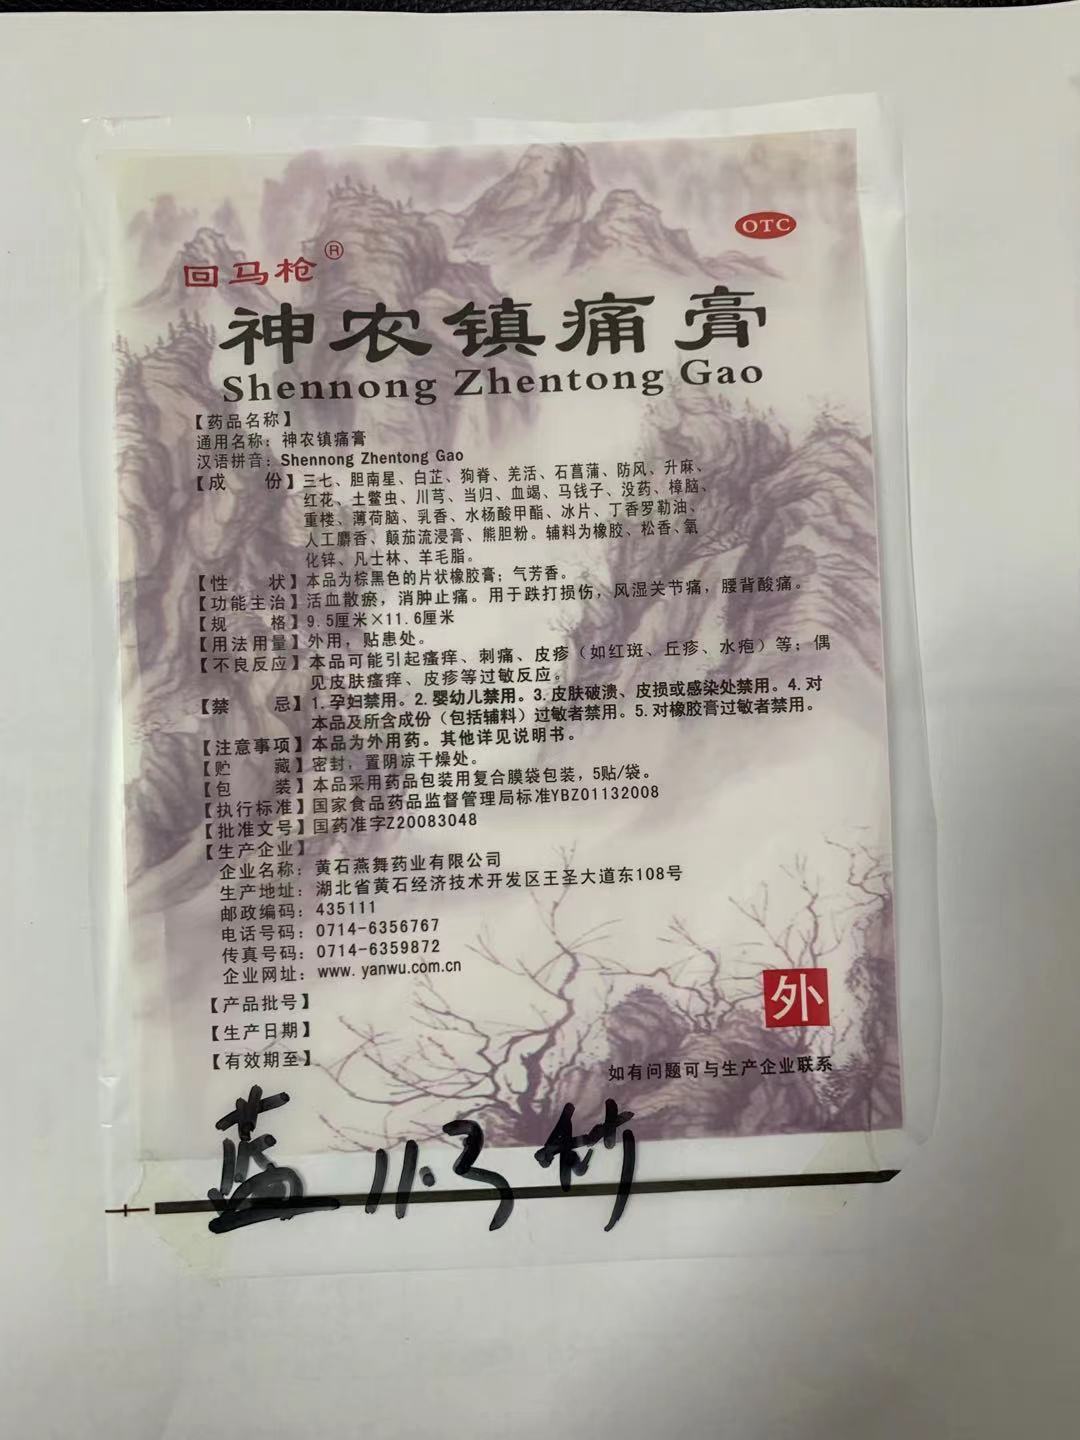 OTC
回马枪®
神农镇痛膏
Shennong Zhentong Gao
【药品名称】
通用名称：神农镇痛膏
汉语拼音：Shennong Zhentong Gao
【成　份】三七、胆南星、白芷、狗脊、羌活、石菖蒲、防风、升麻、
红花、土鳖虫、川芎、当归、血竭、马钱子、没药、樟脑、
重楼、薄荷脑、乳香、水杨酸甲酯、冰片、丁香罗勒油、
人工麝香、颠茄流浸膏、熊胆粉。辅料为橡胶、松香、氧
化锌、凡士林、羊毛脂。
【性　状】本品为棕黑色的片状橡胶膏；气芳香。
【功能主治】活血散瘀，消肿止痛。用于跌打损伤，风湿关节痛，腰背酸痛。
【规　格】9.5厘米×11.6厘米
【用法用量】外用，贴患处。
【不良反应】本品可能引起瘙痒、刺痛、皮疹（如红斑、丘疹、水疱）等；偶
见皮肤瘙痒、皮疹等过敏反应。
【禁　忌】1.孕妇禁用。2.婴幼儿禁用。3.皮肤破溃、皮损或感染处禁用。4.对
本品及所含成份（包括辅料）过敏者禁用。5.对橡胶膏过敏者禁用。
【注意事项】本品为外用药。其他详见说明书。
【贮　藏】密封，置阴凉干燥处。
【包　装】本品采用药品包装用复合膜袋包装，5贴/袋。
【执行标准】国家食品药品监督管理局标准YBZ01132008
【批准文号】国药准字Z20083048
【生产企业】
企业名称：黄石燕舞药业有限公司
生产地址：湖北省黄石经济技术开发区王圣大道东108号
邮政编码：435111
电话号码：0714-6356767
传真号码：0714-6359872
企业网址：www.yanwu.com.cn
【产品批号】
【生产日期】
【有效期至】
外
如有问题可与生产企业联系
蓝 11.3秒